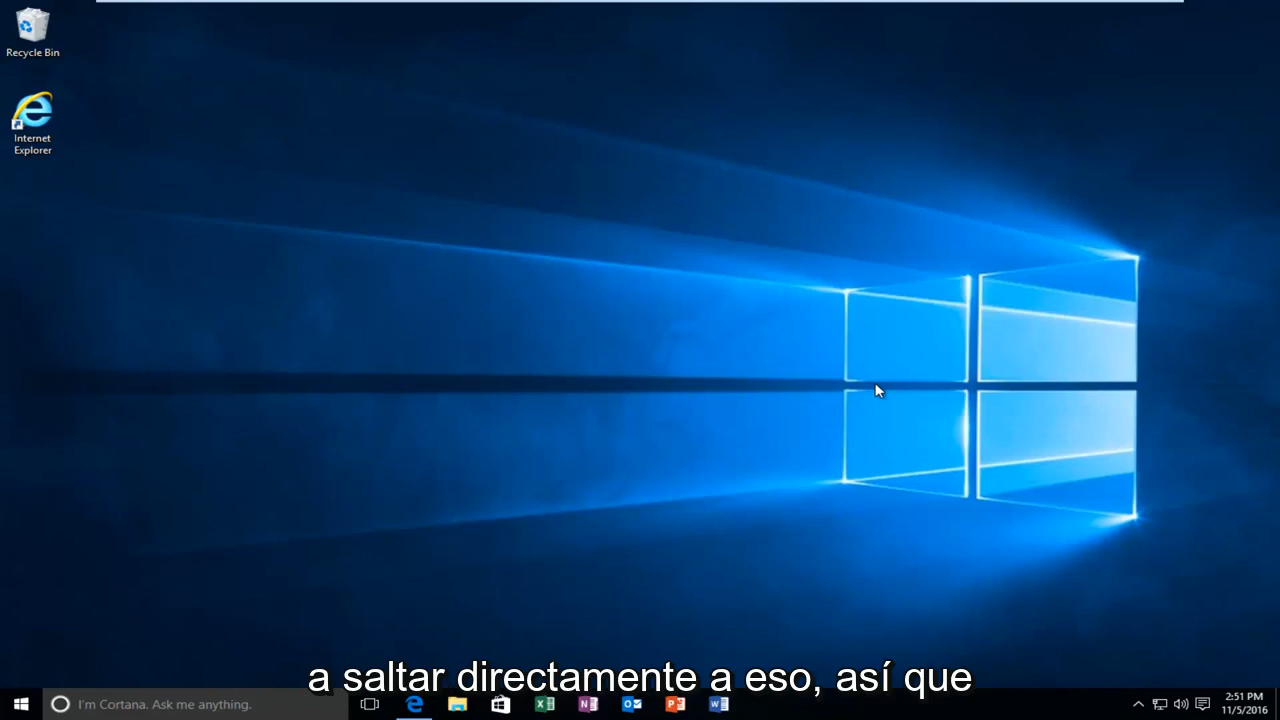 Recycle Bin
Internet
Explorer
a saltar directamente a eso, así que
I'm Cortana. Ask me anything.
2:51 PM
11/5/2016